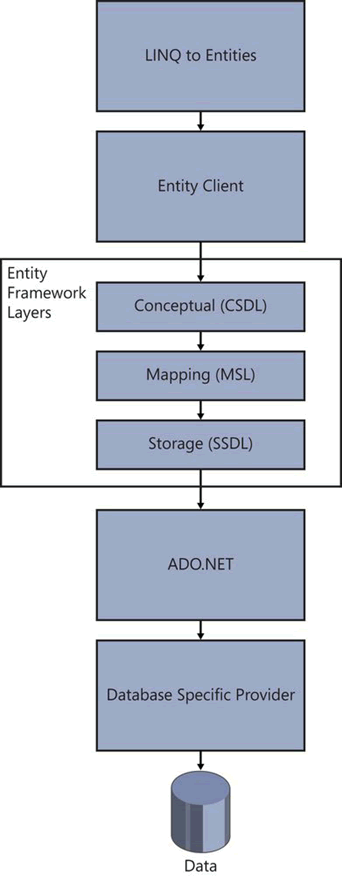 LINQ to Entities
Entity Client
Entity
Framework
Layers
Conceptual (CSDL)
Mapping (MSL)
Storage (SSDL)
ADO.NET
Database Specific Provider
Data